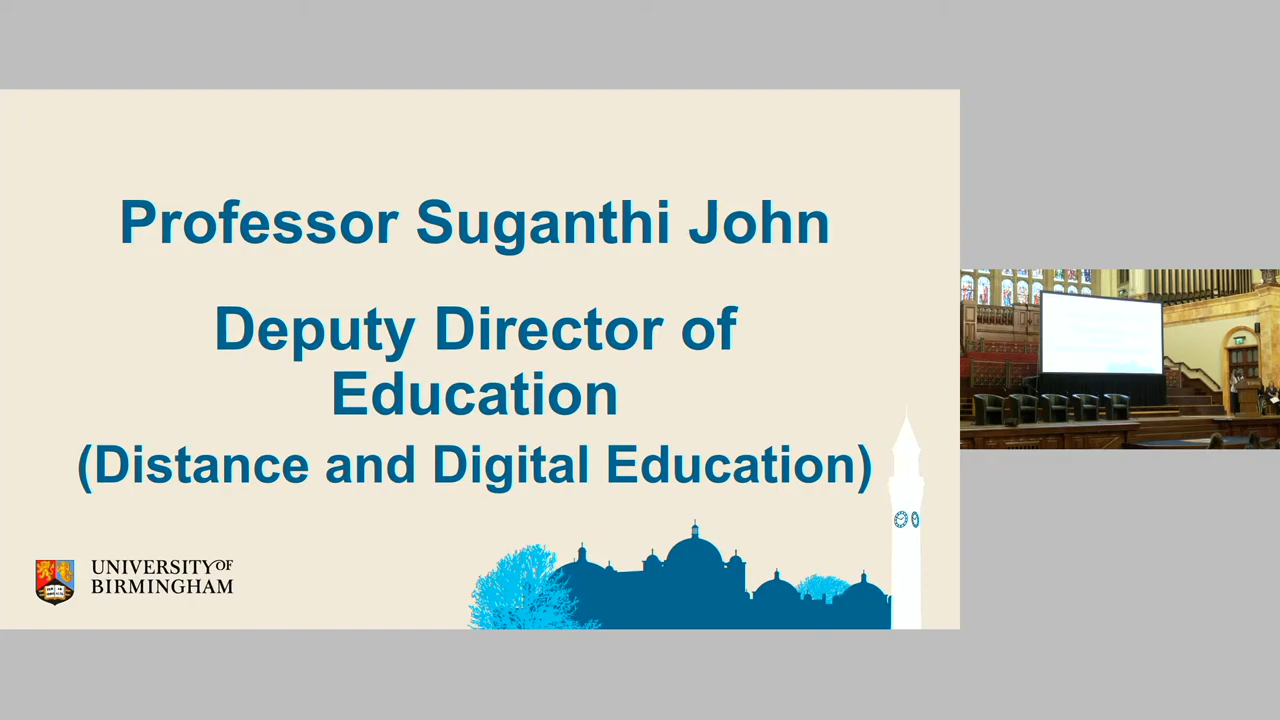 Professor Suganthi John
Deputy Director of
Education
(Distance and Digital Education)
UNIVERSITY OF
BIRMINGHAM